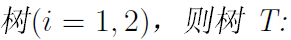 树(i = 1, 2)，则树 T: